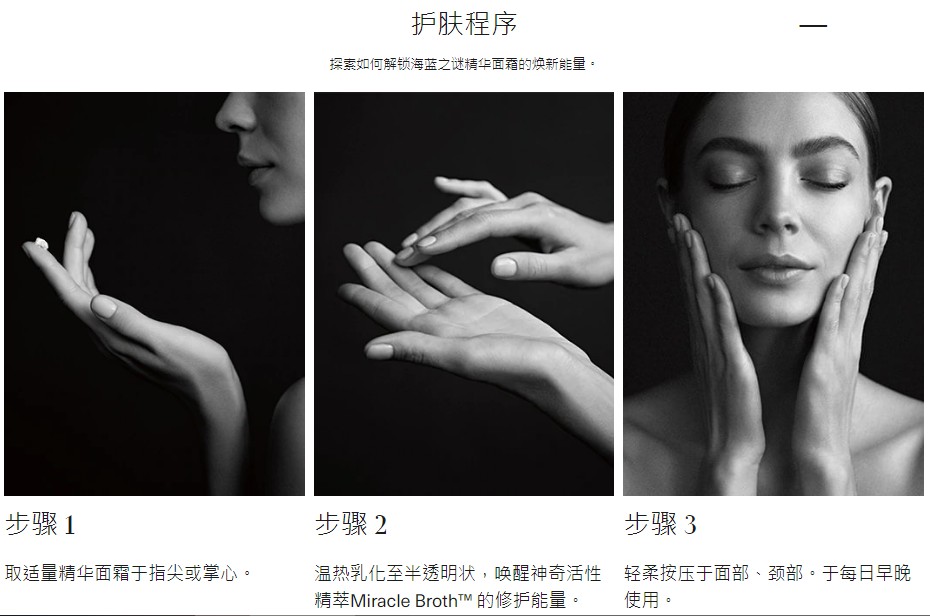 护肤程序
探索如何解锁海蓝之谜精华面霜的焕新能量。
步骤 1
取适量精华面霜于指尖或掌心。
步骤 2
温热乳化至半透明状，唤醒神奇活性
精萃Miracle Broth™ 的修护能量。
步骤 3
轻柔按压于面部、颈部。于每日早晚
使用。